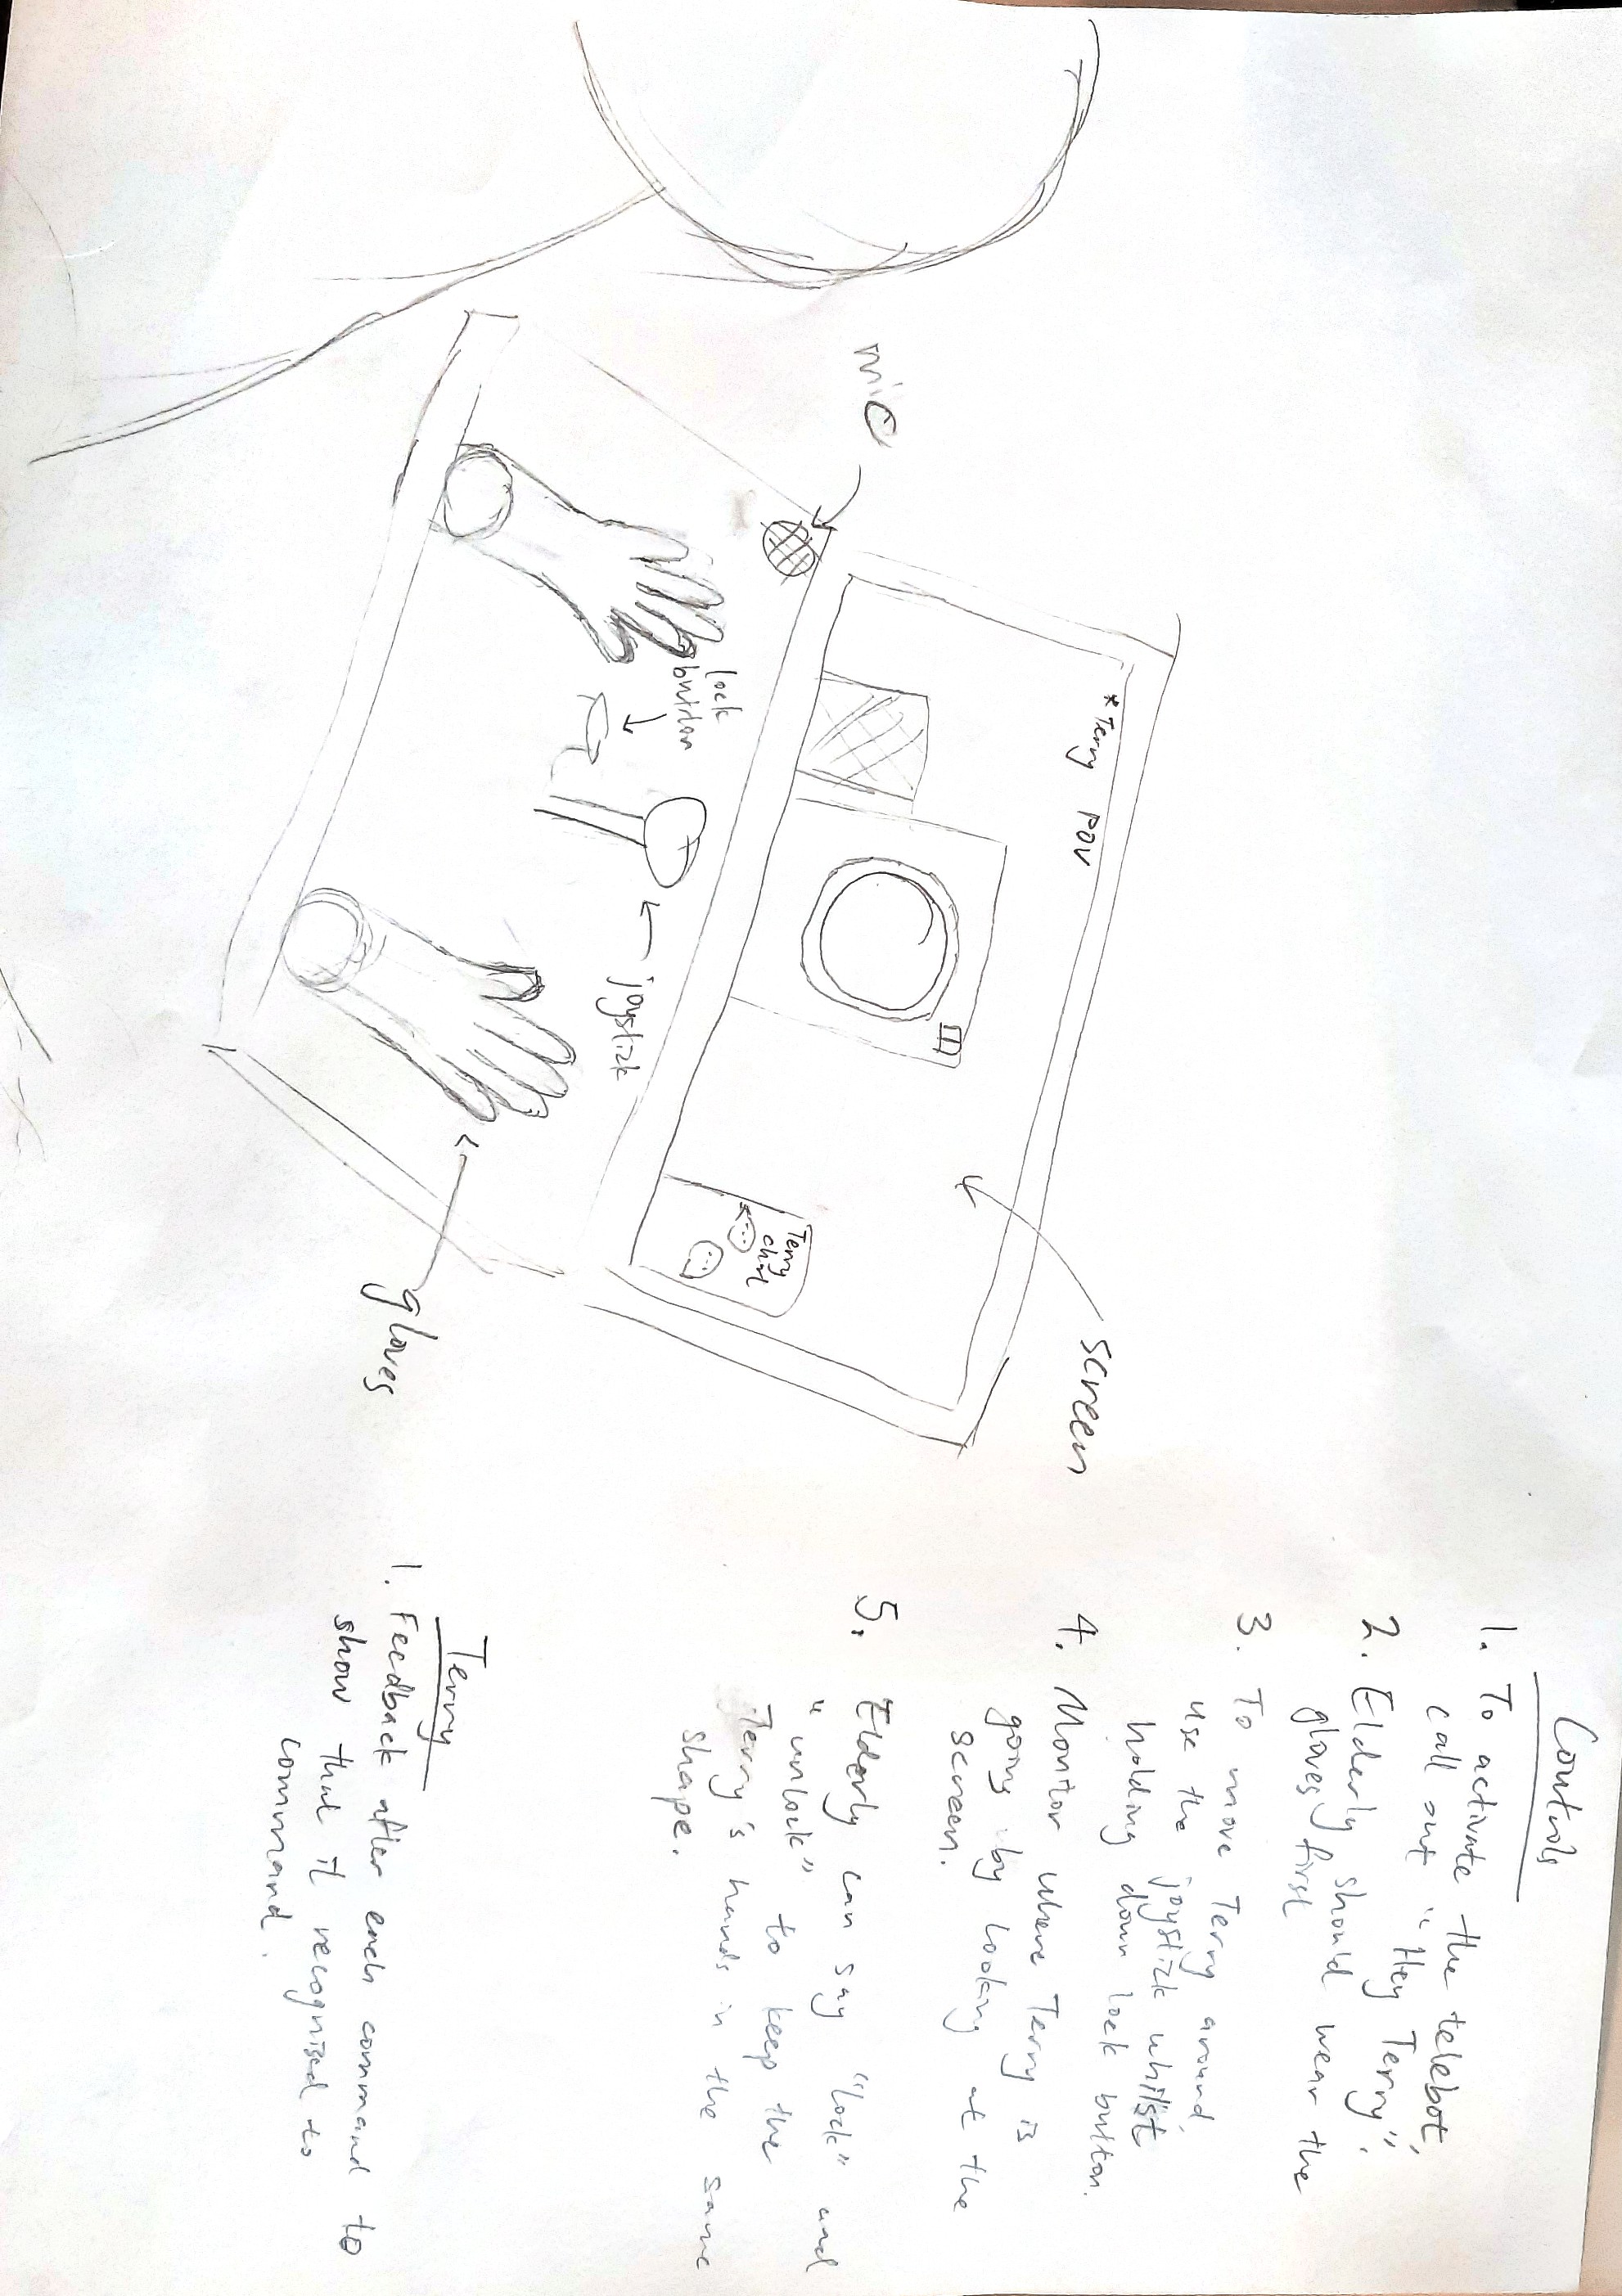 mic
*Terry POV
lock
button
joystick
Terry
chat
screen
gloves
Controls
1. To activate the telebot,
call out "Hey Terry".
2. Elderly should wear the
gloves first
3. To move Terry around,
use the joystick whilst
holding down lock button.
4. Monitor where Terry is
going by looking at the
screen.
5. Elderly can say "lock" and
"unlock" to keep the
Terry's hands in the same
shape.
Terry
1. Feedback after each command to
show that it recognised to
command.